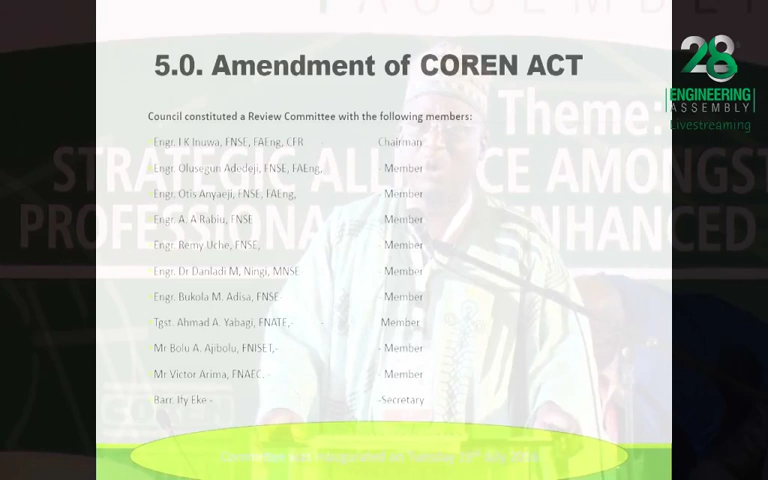 5.0. Amendment of COREN ACT
Council constituted a Review Committee with the following members:
Engr. I K Inuwa, FNSE, FAEng, CFR - Chairman
Engr. Olusegun Adedeji, FNSE, FAEng, - Member
Engr. Otis Anyaeji, FNSE, FAEng, - Member
Engr. A. A Rabiu, FNSE - Member
Engr. Remy Uche, FNSE, - Member
Engr. Dr Danladi M, Ningi, MNSE - Member
Engr. Bukola M. Adisa, FNSE- - Member
Tgst. Ahmad A. Yabagi, FNATE,- - Member
Mr Bolu A. Ajibolu, FNISET,- - Member
Mr Victor Arima, FNAEC. - - Member
Barr. Ify Eke - -Secretary
28
ENGINEERING
ASSEMBLY
Livestreaming
ASSEMBLY
Theme:
STRATEGIC AMONGST
ENHANCED